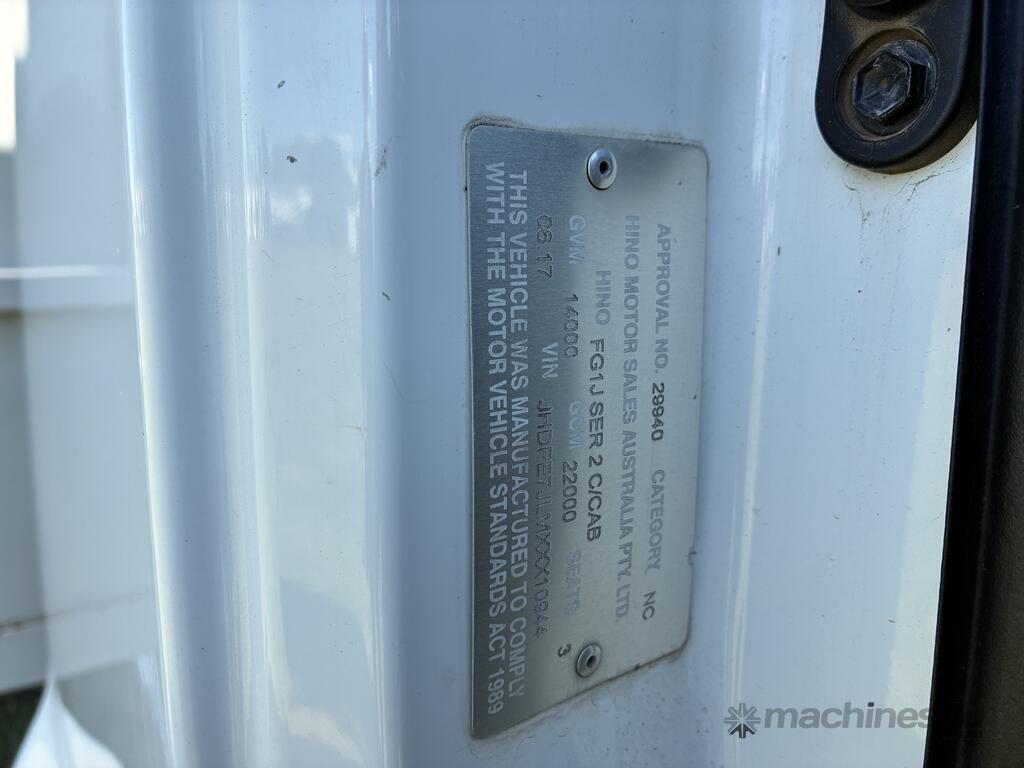 APPROVAL NO. 29940 CATEGORY NC
HINO MOTOR SALES AUSTRALIA PTY. LTD.
HINO FG1J SER 2 C/CAB
GVM 14000 GCM 22000 SEATS 3
06 17 VIN JHDFE7JLMXXX10944
THIS VEHICLE WAS MANUFACTURED TO COMPLY
WITH THE MOTOR VEHICLE STANDARDS ACT 1989
machines